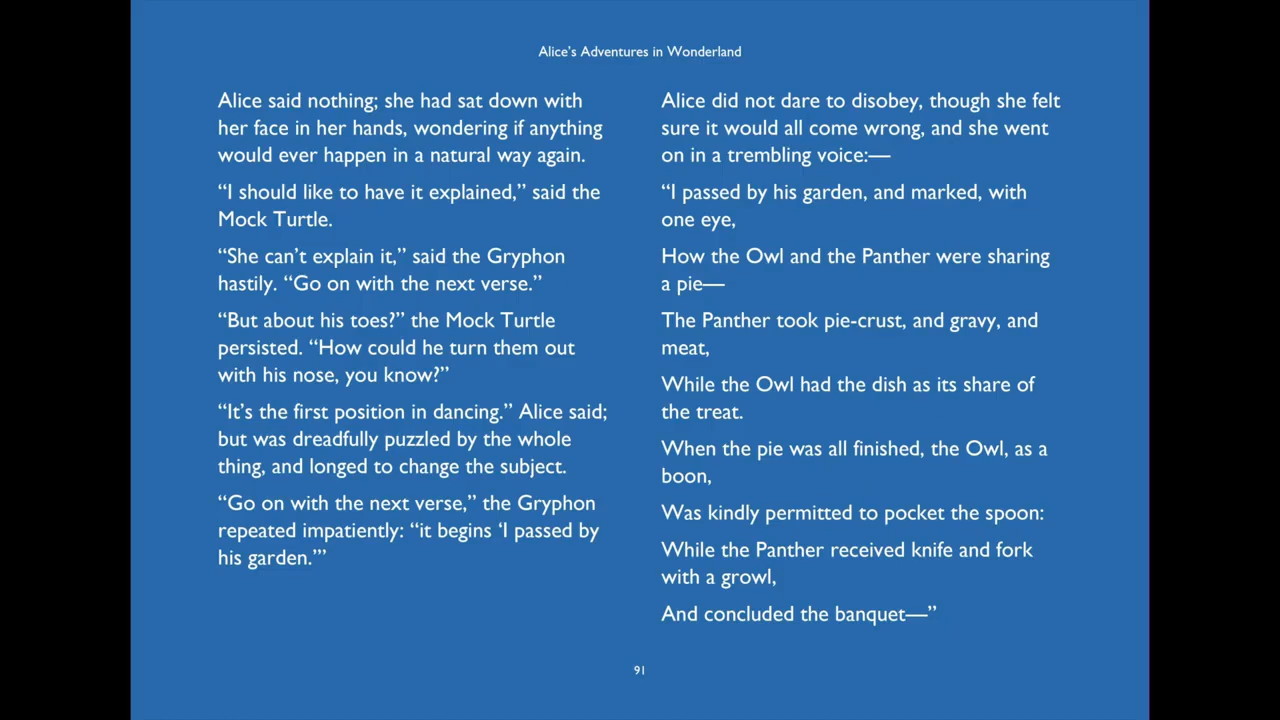 Alice’s Adventures in Wonderland
Alice said nothing; she had sat down with
her face in her hands, wondering if anything
would ever happen in a natural way again.
“I should like to have it explained,” said the
Mock Turtle.
“She can’t explain it,” said the Gryphon
hastily. “Go on with the next verse.”
“But about his toes?” the Mock Turtle
persisted. “How could he turn them out
with his nose, you know?”
“It’s the first position in dancing.” Alice said;
but was dreadfully puzzled by the whole
thing, and longed to change the subject.
“Go on with the next verse,” the Gryphon
repeated impatiently: “it begins ‘I passed by
his garden.’”
Alice did not dare to disobey, though she felt
sure it would all come wrong, and she went
on in a trembling voice:—
“I passed by his garden, and marked, with
one eye,
How the Owl and the Panther were sharing
a pie—
The Panther took pie-crust, and gravy, and
meat,
While the Owl had the dish as its share of
the treat.
When the pie was all finished, the Owl, as a
boon,
Was kindly permitted to pocket the spoon:
While the Panther received knife and fork
with a growl,
And concluded the banquet—”
91